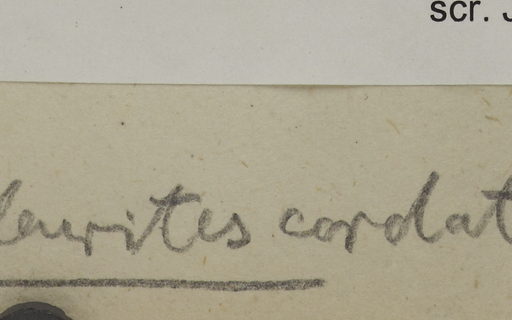 scr. J
leurites cordat